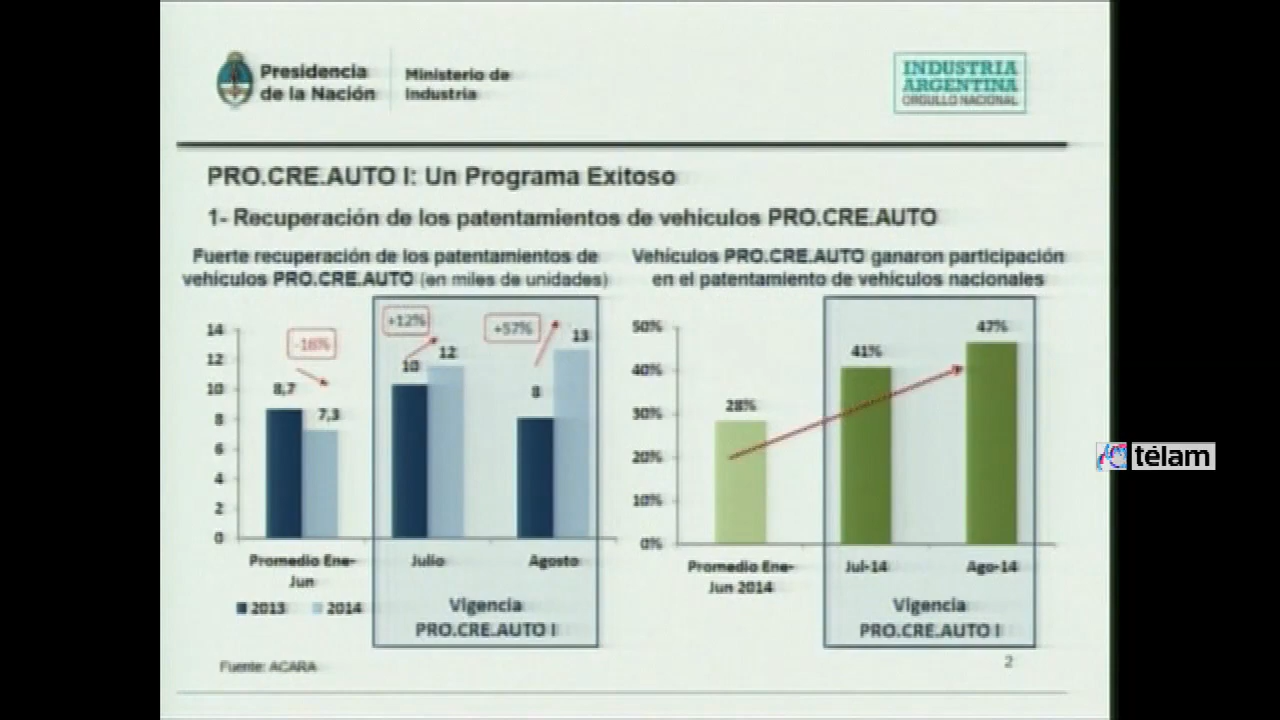 Presidencia
de la Nación
Ministerio de
Industria
INDUSTRIA
ARGENTINA
ORGULLO NACIONAL
PRO.CRE.AUTO I: Un Programa Exitoso
1- Recuperación de los patentamientos de vehículos PRO.CRE.AUTO
Fuerte recuperación de los patentamientos de
vehículos PRO.CRE.AUTO (en miles de unidades)
14
12
10
8
6
4
2
0
-16%
8,7
7,3
+12%
10
12
+57%
8
13
Promedio Ene-
Jun
Julio
Agosto
2013
2014
Vigencia
PRO.CRE.AUTO I
Vehículos PRO.CRE.AUTO ganaron participación
en el patentamiento de vehículos nacionales
50%
40%
30%
20%
10%
0%
28%
41%
47%
Promedio Ene-
Jun 2014
Jul-14
Ago-14
Vigencia
PRO.CRE.AUTO I
Fuente: ACARA
2
télam